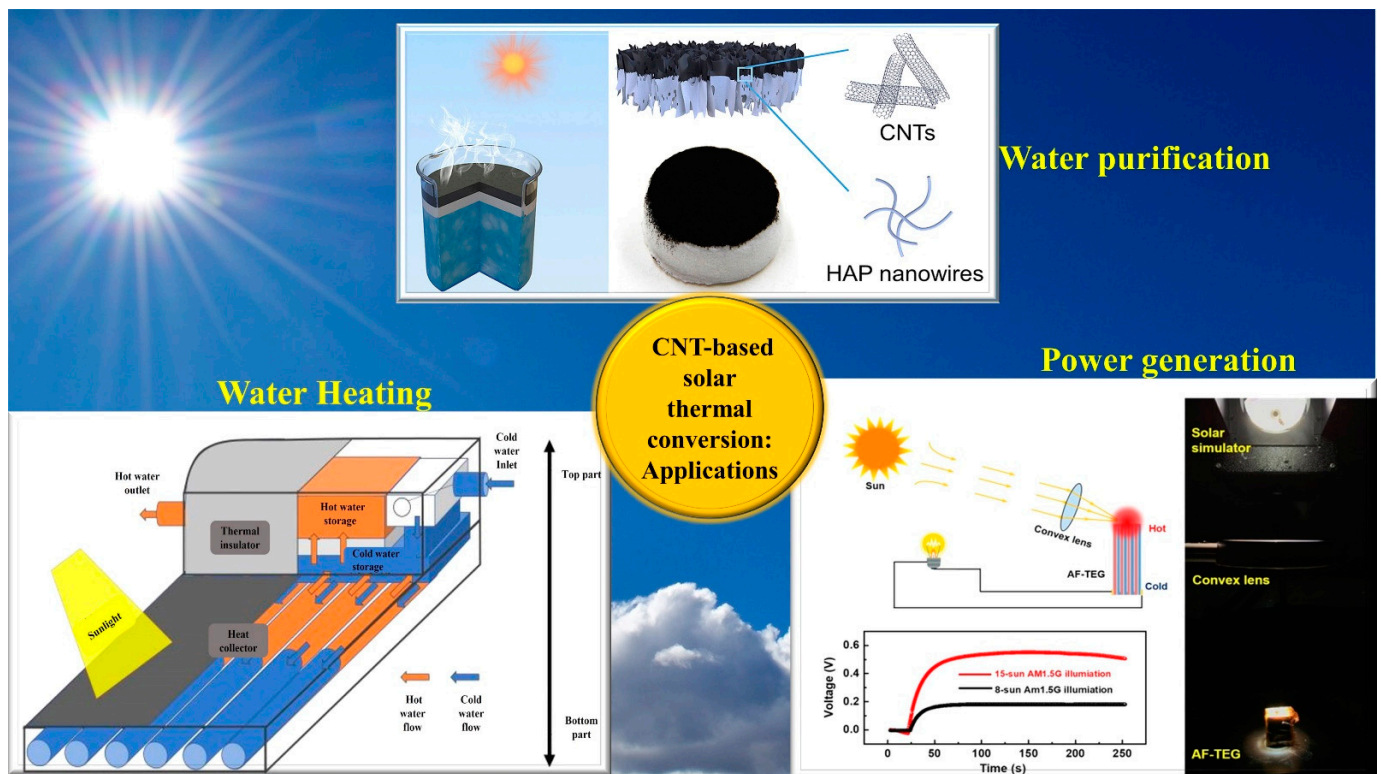 CNTs
HAP nanowires
Water purification
CNT-based
solar
thermal
conversion:
Applications
Water Heating
Cold
water
Inlet
Hot water
outlet
Top part
Hot water
storage
Thermal
insulator
Cold water
storage
Sunlight
Heat
collector
Hot
water
flow
Cold
water
flow
Bottom
part
Power generation
Sun
Convex lens
Hot
AF-TEG
Cold
Voltage (V)
0.6
0.4
0.2
0.0
15-sun AM1.5G illumiation
8-sun Am1.5G illumiation
0
50
100
150
200
250
Time (s)
Solar
simulator
Convex lens
AF-TEG